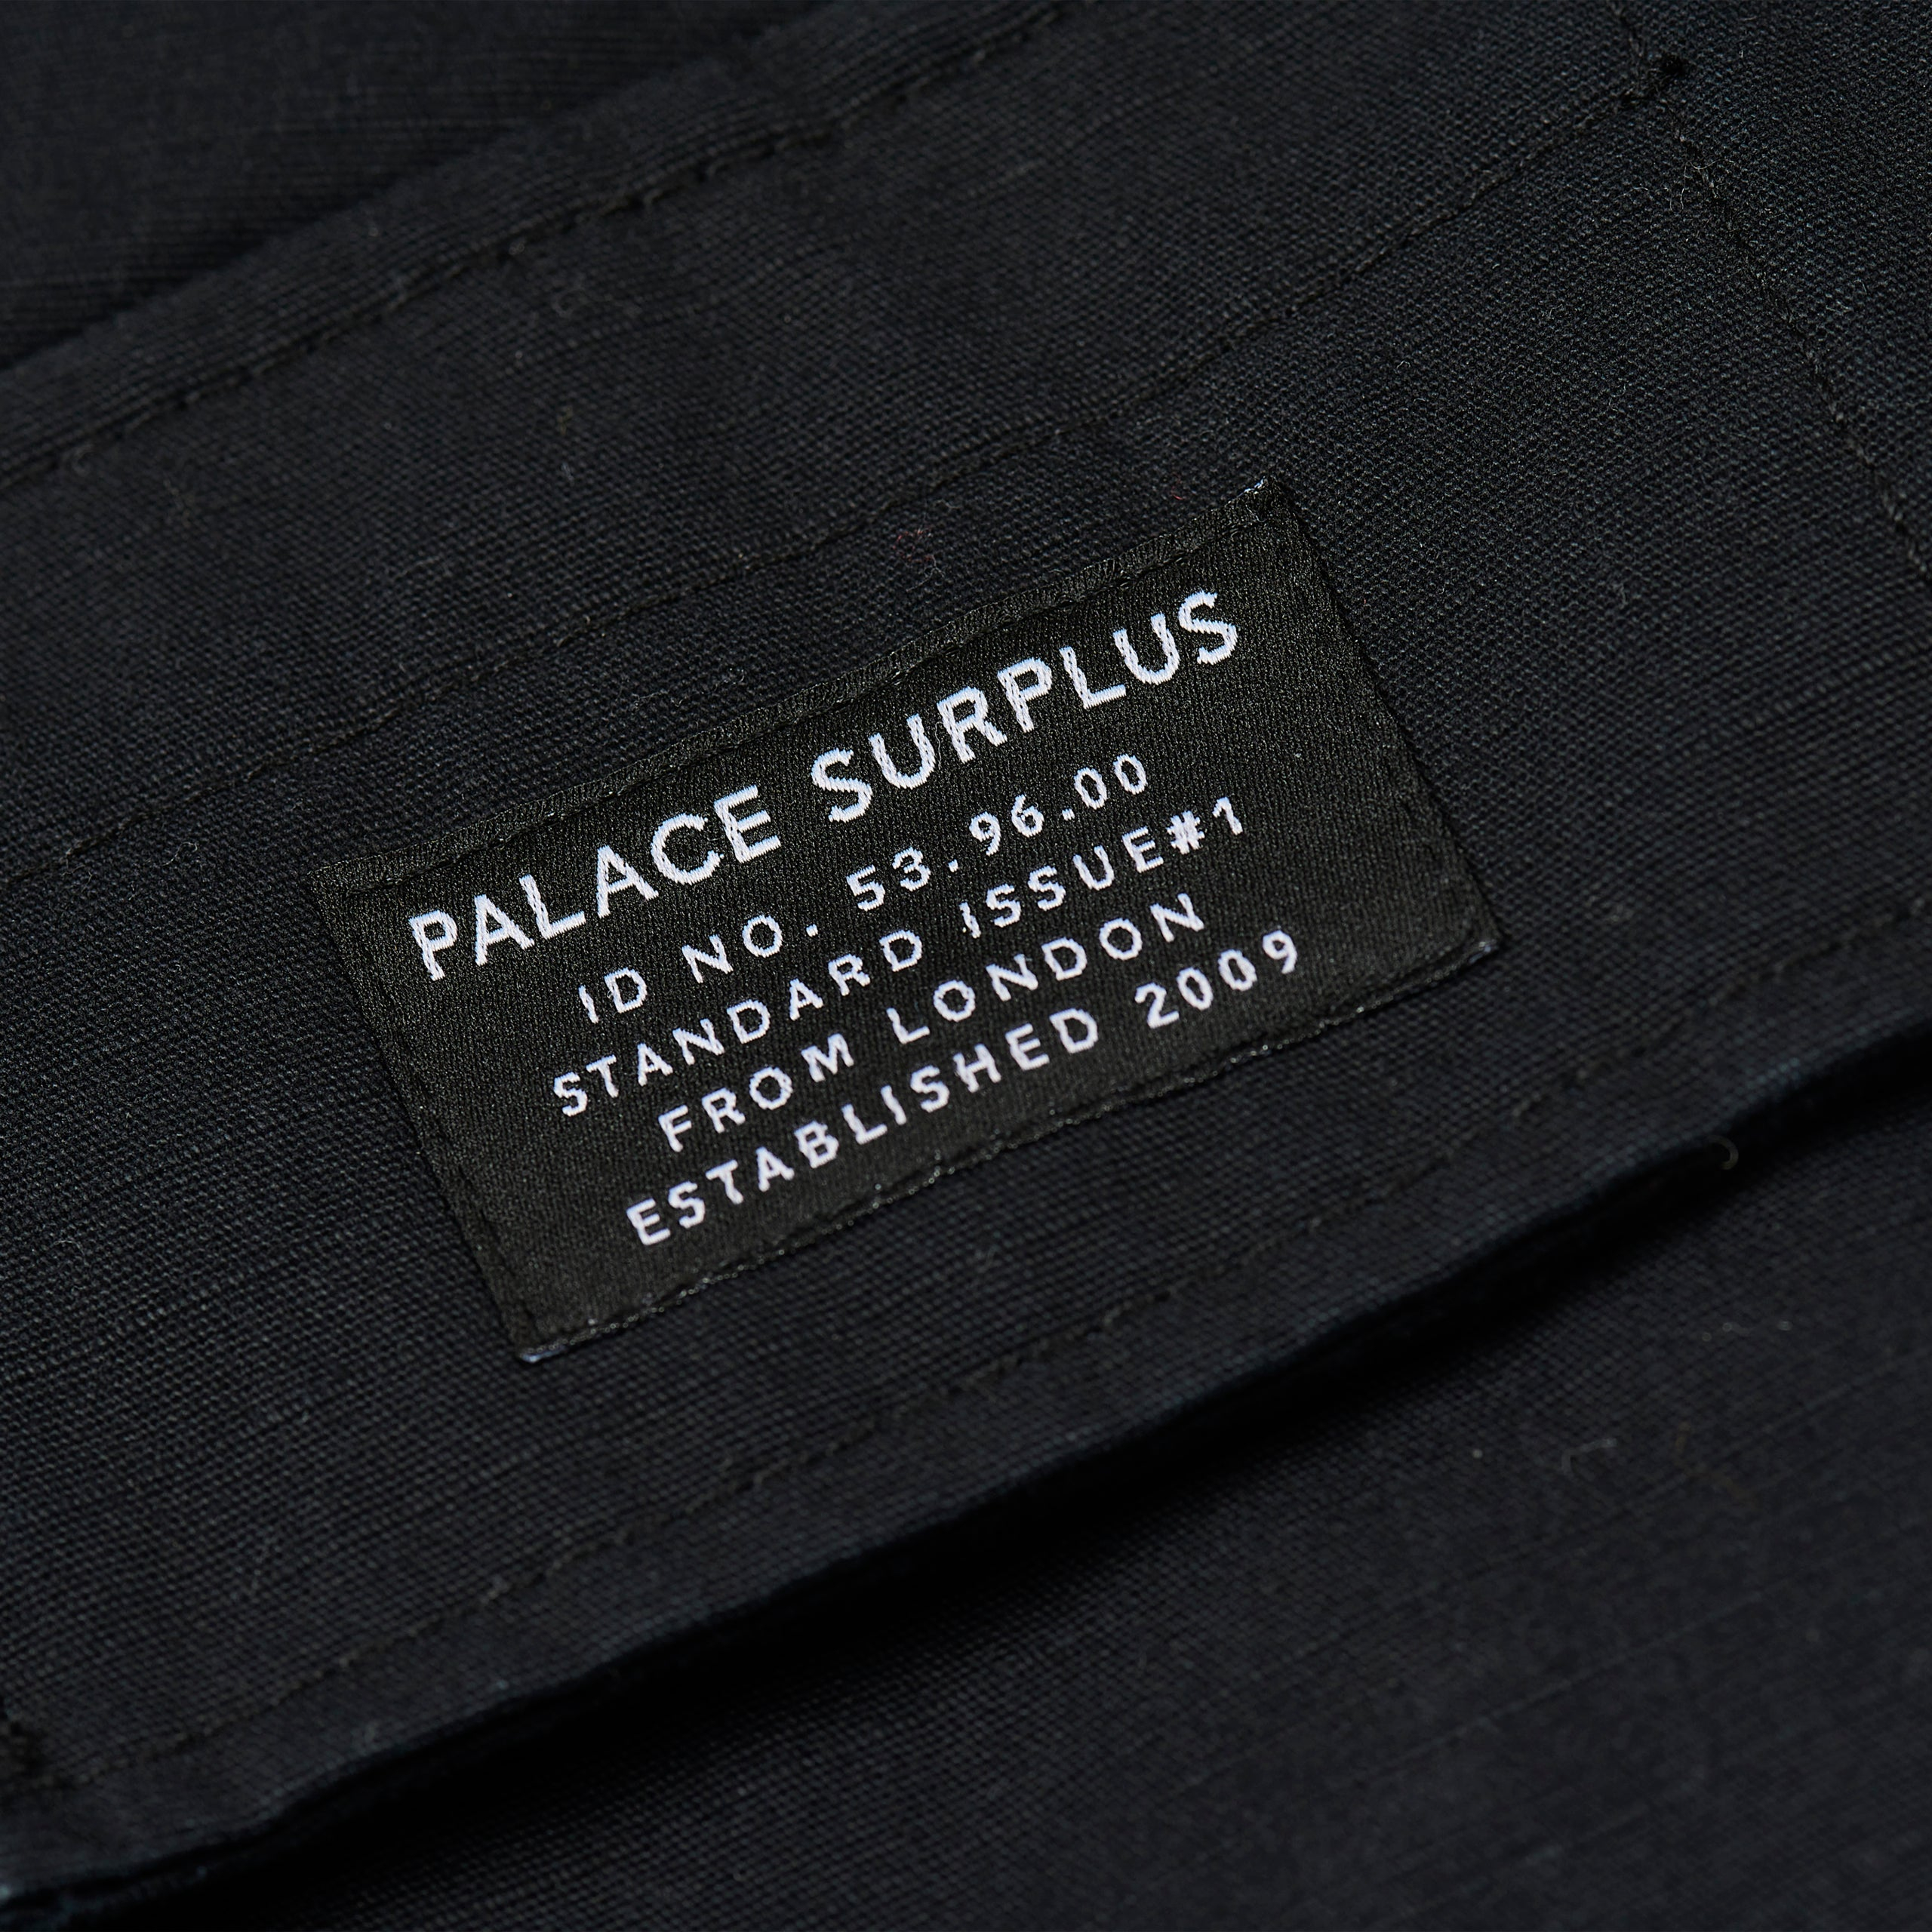 PALACE SURPLUS
ID NO. 53.96.00
STANDARD ISSUE#1
FROM LONDON
ESTABLISHED 2009